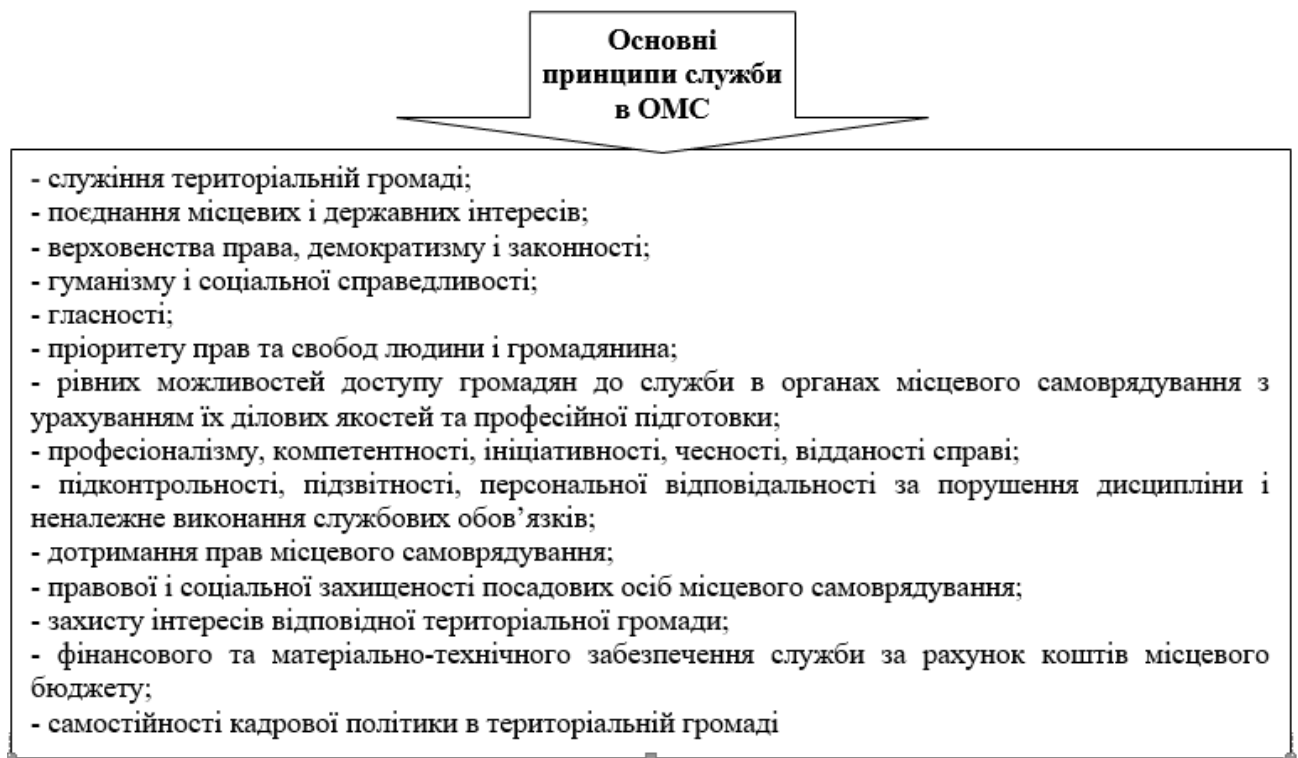 Основні
принципи служби
в ОМС
- служіння територіальній громаді;
- поєднання місцевих і державних інтересів;
- верховенства права, демократизму і законності;
- гуманізму і соціальної справедливості;
- гласності;
- пріоритету прав та свобод людини і громадянина;
- рівних можливостей доступу громадян до служби в органах місцевого самоврядування з
урахуванням їх ділових якостей та професійної підготовки;
- професіоналізму, компетентності, ініціативності, чесності, відданості справі;
- підконтрольності, підзвітності, персональної відповідальності за порушення дисципліни і
неналежне виконання службових обов’язків;
- дотримання прав місцевого самоврядування;
- правової і соціальної захищеності посадових осіб місцевого самоврядування;
- захисту інтересів відповідної територіальної громади;
- фінансового та матеріально-технічного забезпечення служби за рахунок коштів місцевого
бюджету;
- самостійності кадрової політики в територіальній громаді